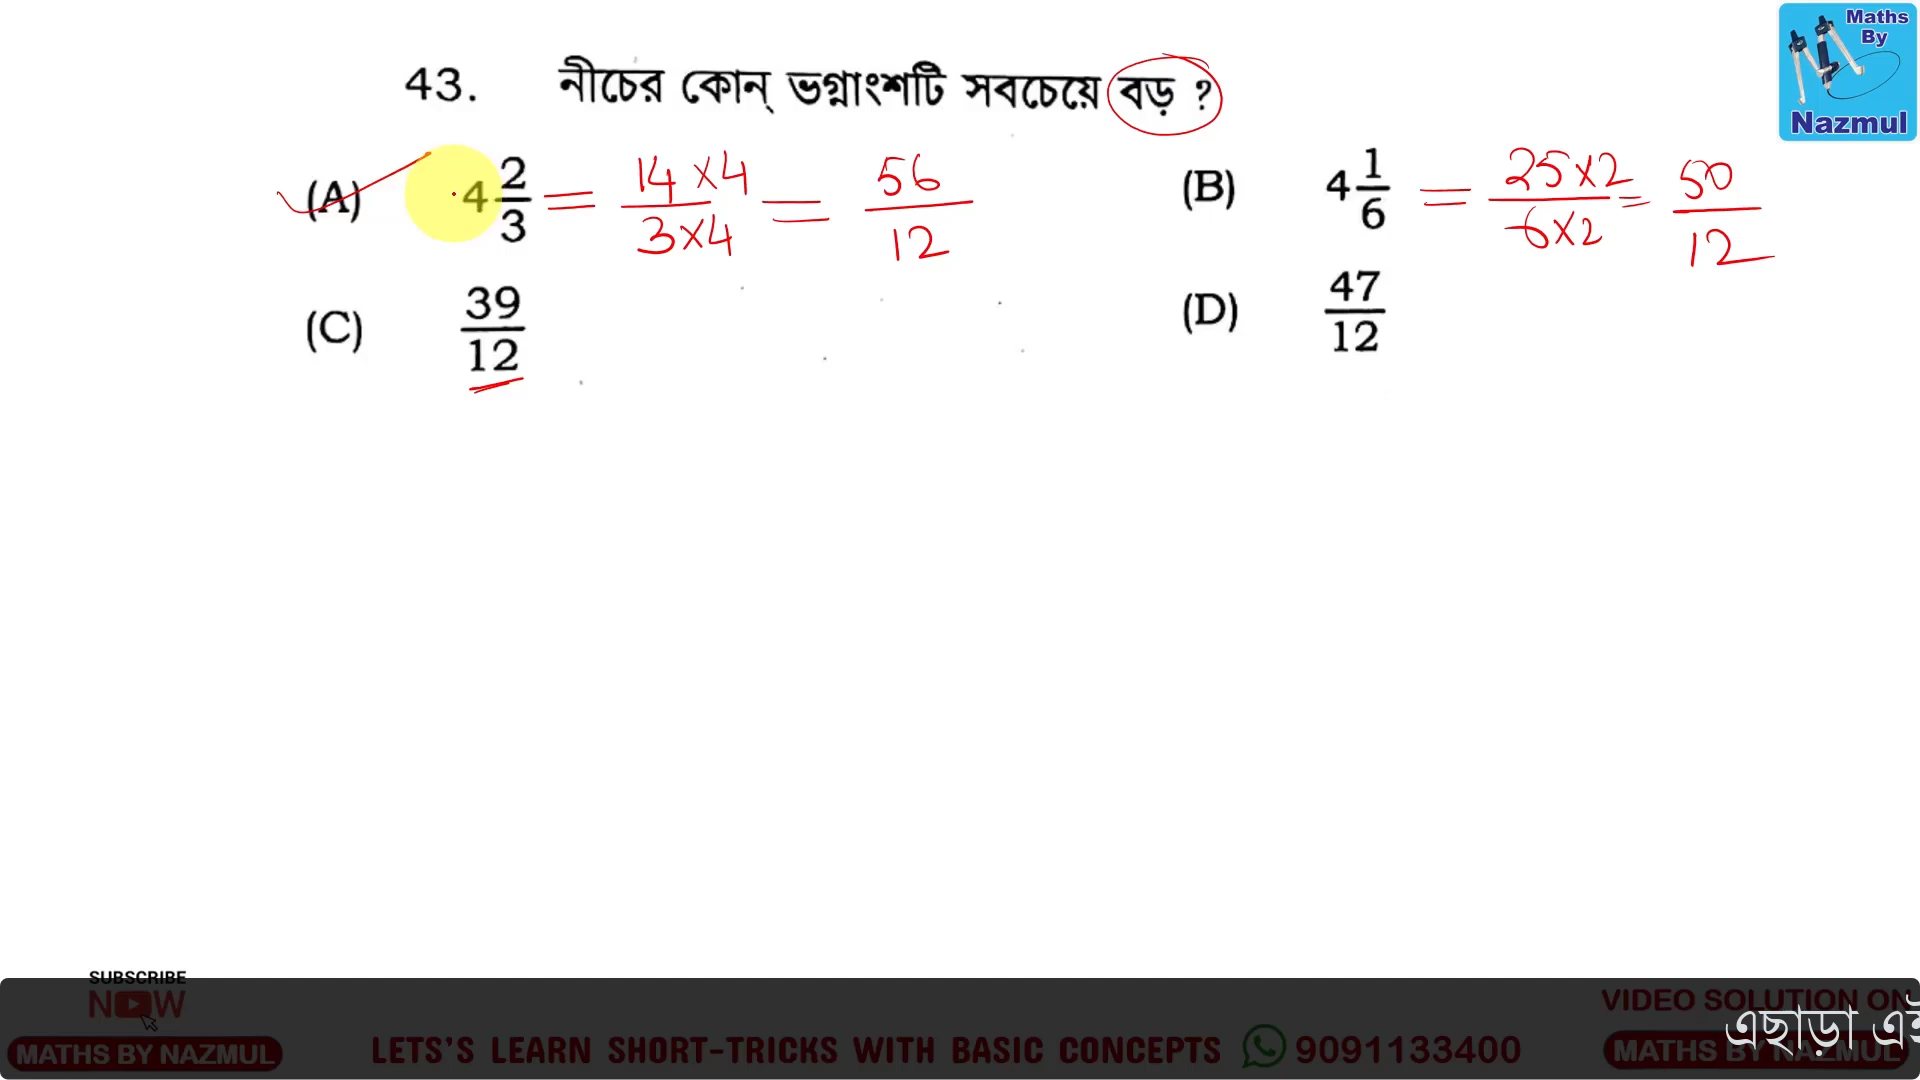 Maths
By
Nazmul
43. নীচের কোন্ ভগ্নাংশটি সবচেয়ে বড় ?
(A) 4 2/3 = 14×4/3×4 = 56/12
(B) 4 1/6 = 25×2/6×2 = 50/12
(C) 39/12
(D) 47/12
SUBSCRIBE
NOW
MATHS BY NAZMUL
LETS'S LEARN SHORT-TRICKS WITH BASIC CONCEPTS 9091133400
VIDEO SOLUTION ON
MATHS BY NAZMUL
এছাড়া